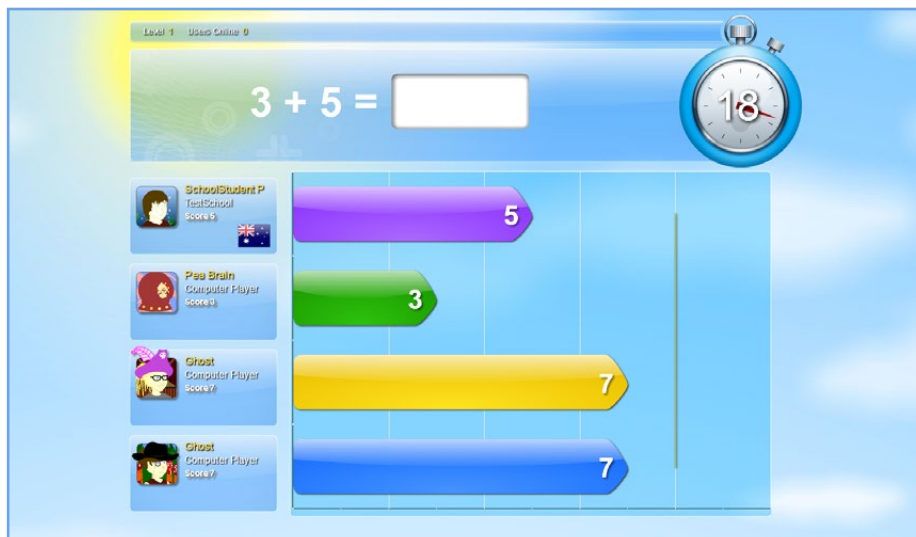 Level 1 Users Online 0
3 + 5 =
18
SchoolStudent P
TestSchool
Score 5
5
Pea Brain
Computer Player
Score 3
3
Ghost
Computer Player
Score 7
7
Ghost
Computer Player
Score 7
7